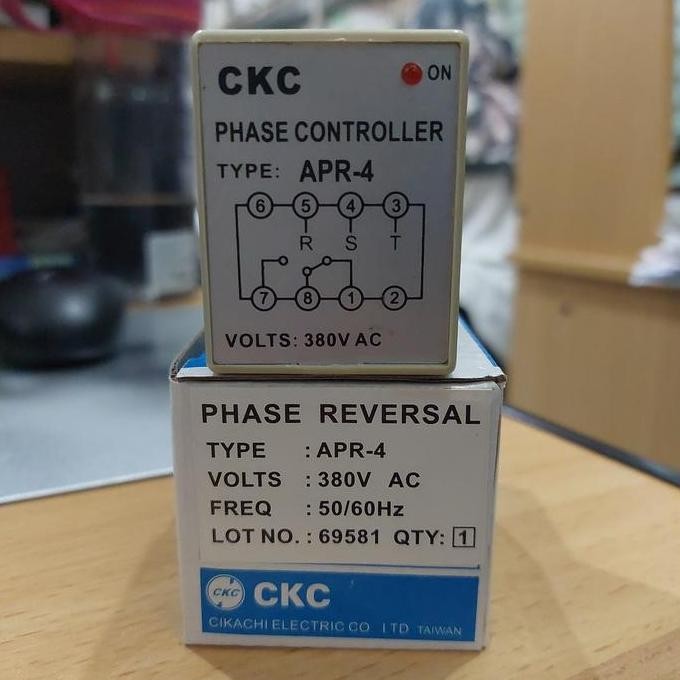 CKC
ON
PHASE CONTROLLER
TYPE: APR-4
6 5 4 3
R S T
7 8 1 2
VOLTS: 380V AC
PHASE REVERSAL
TYPE : APR-4
VOLTS : 380V AC
FREQ : 50/60Hz
LOT NO. : 69581 QTY: 1
CKC CKC
CIKACHI ELECTRIC CO LTD TAIWAN